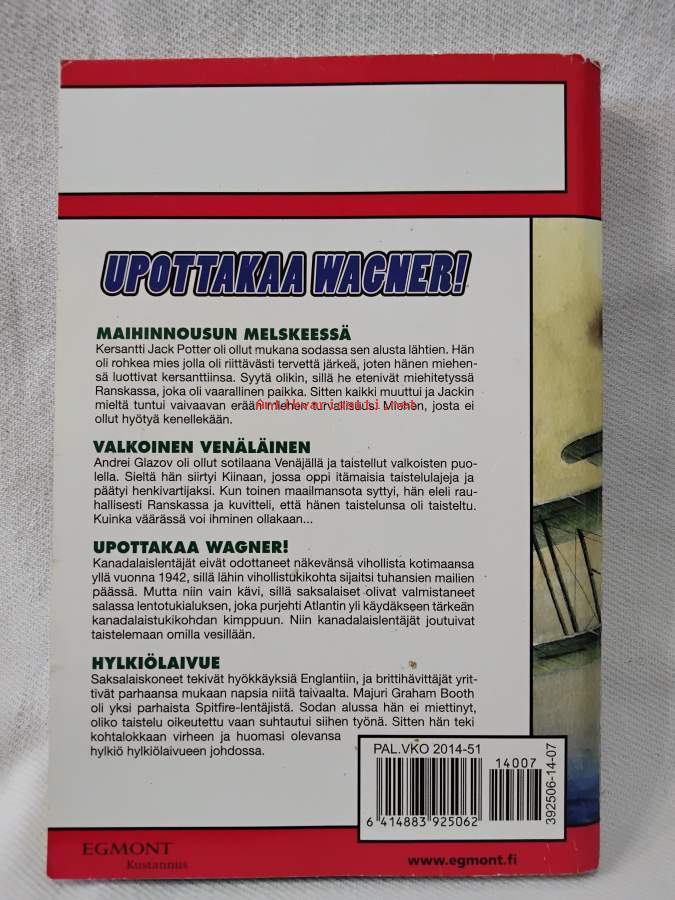 UPOTTAKAA WAGNER!
MAIHINNOUSUN MELSKEESSÄ
Kersantti Jack Potter oli ollut mukana sodassa sen alusta lähtien. Hän
oli rohkea mies jolla oli riittävästi tervettä järkeä, joten hänen miehen-
sä luottivat kersanttiinsa. Syytä olikin, sillä he etenivät miehitetyssä
Ranskassa, joka oli vaarallinen paikka. Sitten kaikki muuttui ja Jackin
mieltä tuntui vaivaavan erään miehen turvallisuus. Miehen, josta ei
ollut hyötyä kenellekään.
VALKOINEN VENÄLÄINEN
Andrei Glazov oli ollut sotilaana Venäjällä ja taistellut valkoisten puo-
lella. Sieltä hän siirtyi Kiinaan, jossa oppi itämaisia taistelulajeja ja
päätyi henkivartijaksi. Kun toinen maailmansota syttyi, hän eleli rau-
hallisesti Ranskassa ja kuvitteli, että hänen taistelunsa oli taisteltu.
Kuinka väärässä voi ihminen ollakaan...
UPOTTAKAA WAGNER!
Kanadalaislentäjät eivät odottaneet näkevänsä vihollista kotimaansa
yllä vuonna 1942, sillä lähin vihollistukikohta sijaitsi tuhansien mailien
päässä. Mutta niin vain kävi, sillä saksalaiset olivat valmistaneet
salassa lentotukialuksen, joka purjehti Atlantin yli käydäkseen tärkeän
kanadalaistukikohdan kimppuun. Niin kanadalaislentäjät joutuivat
taistelemaan omilla vesillään.
HYLKIÖLAIVUE
Saksalaiskoneet tekivät hyökkäyksiä Englantiin, ja brittihävittäjät yrit-
tivät parhaansa mukaan napsia niitä taivaalta. Majuri Graham Booth
oli yksi parhaista Spitfire-lentäjistä. Sodan alussa hän ei miettinyt,
oliko taistelu oikeutettu vaan suhtautui siihen työnä. Sitten hän teki
kohtalokkaan virheen ja huomasi olevansa
hylkiö hylkiölaivueen johdossa.
PAL.VKO 2014-51
14007
6 414883 925062
392506-14-07
EGMONT
Kustannus
www.egmont.fi